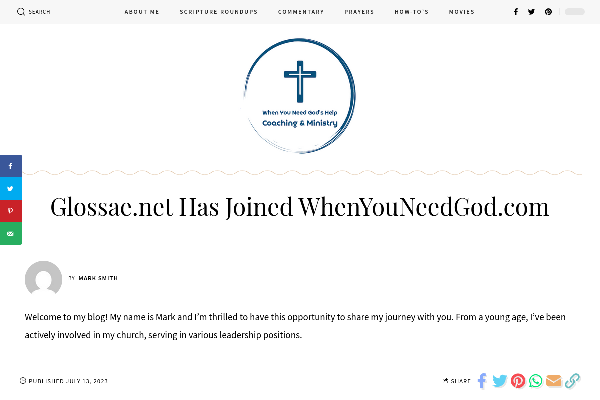 SEARCH
ABOUT ME
SCRIPTURE ROUNDUPS
COMMENTARY
PRAYERS
HOW TO'S
MOVIES
When You Need God's Help
Coaching & Ministry
Glossae.net Has Joined WhenYouNeedGod.com
BY MARK SMITH
Welcome to my blog! My name is Mark and I'm thrilled to have this opportunity to share my journey with you. From a young age, I've been
actively involved in my church, serving in various leadership positions.
PUBLISHED JULY 13, 2023
SHARE